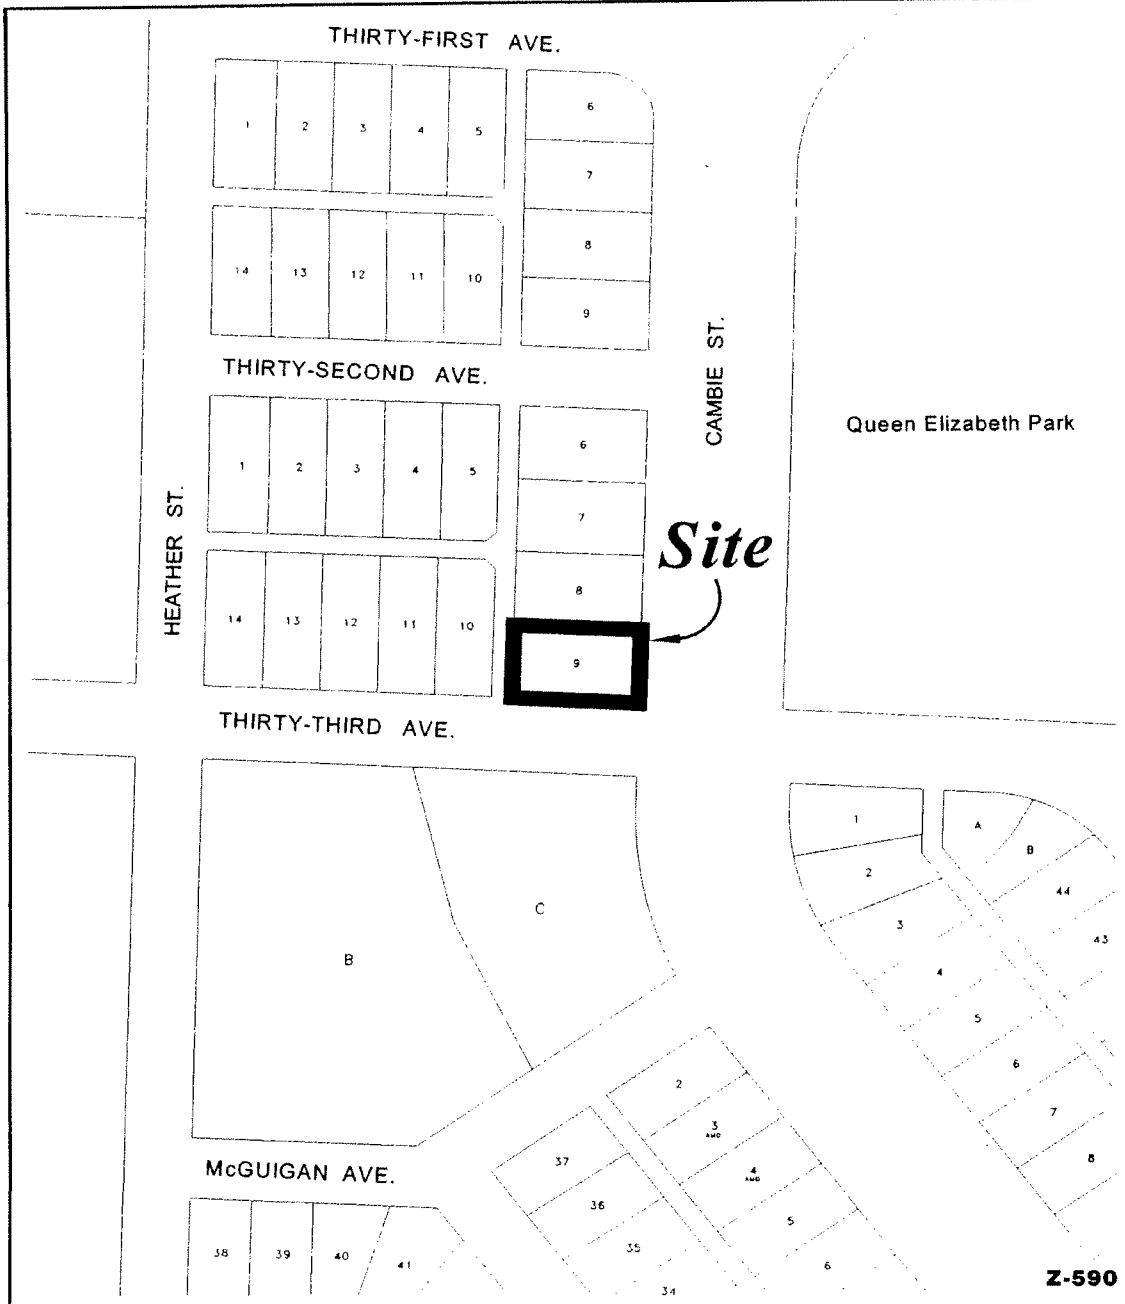 THIRTY-FIRST AVE.
1 2 3 4 5
6
7
8
9
14 13 12 11 10
THIRTY-SECOND AVE.
CAMBIE ST.
Queen Elizabeth Park
1 2 3 4 5
6
7
8
9
HEATHER ST.
Site
14 13 12 11 10
THIRTY-THIRD AVE.
B
C
1
2
3
4
5
6
7
8
A
B
44
43
2
3
AMD
4
AMD
5
6
37
36
35
34
McGUIGAN AVE.
38 39 40 41
Z-590